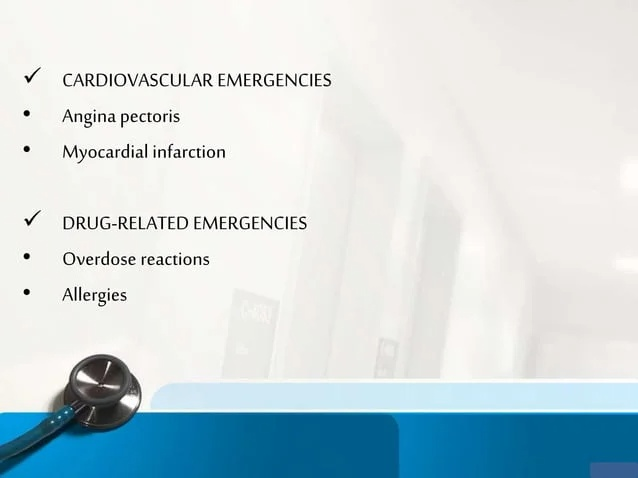 ✓ CARDIOVASCULAR EMERGENCIES
• Angina pectoris
• Myocardial infarction
✓ DRUG-RELATED EMERGENCIES
• Overdose reactions
• Allergies